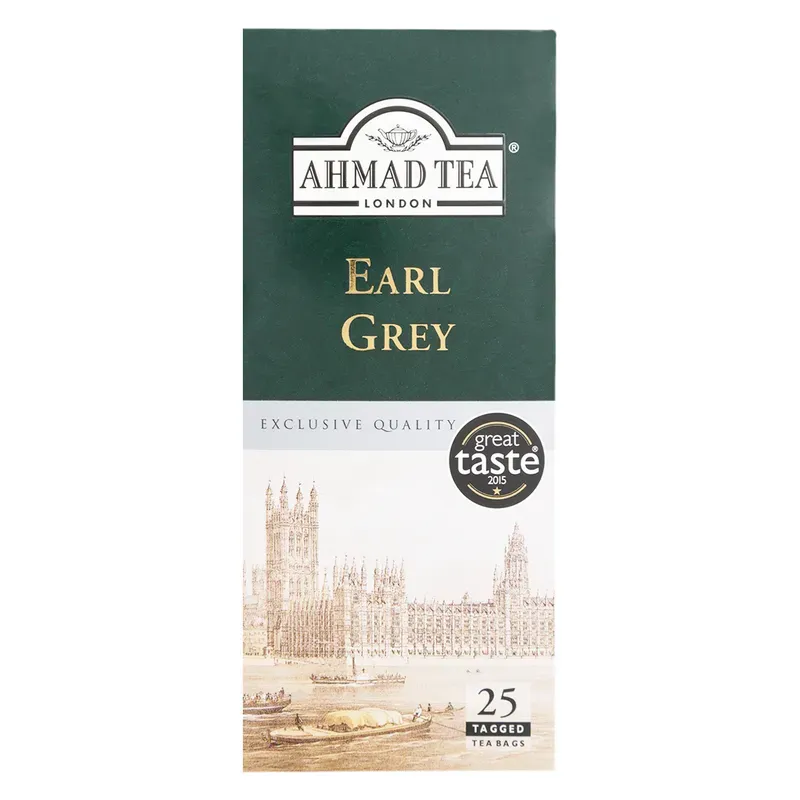 AHMAD TEA®
LONDON
EARL
GREY
EXCLUSIVE QUALITY
great
taste®
2015
25
TAGGED
TEA BAGS